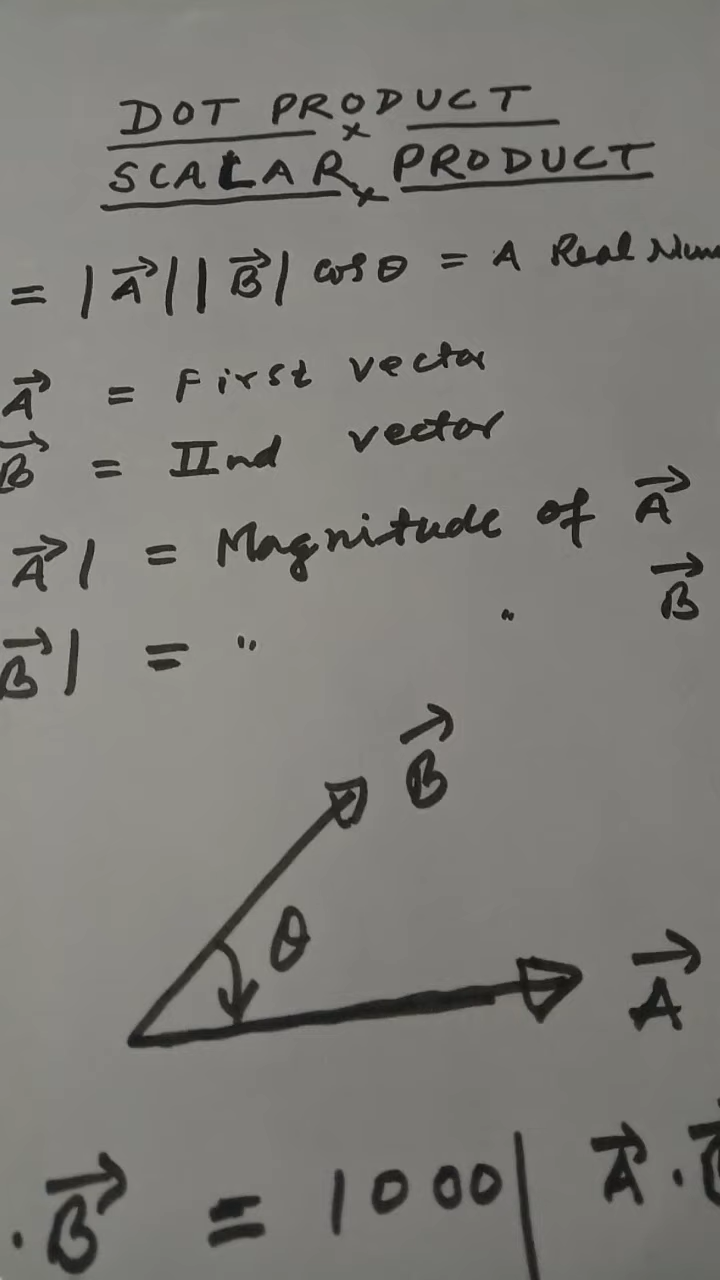 DOT PRODUCT
SCALAR PRODUCT
= |A⃗||B⃗| cosθ = A Real
A⃗ = First vector
B⃗ = IInd vector
A⃗| = Magnitude of A⃗
B⃗| = " " B⃗
B⃗
θ
A⃗
. B⃗ = 1000 | A⃗ .